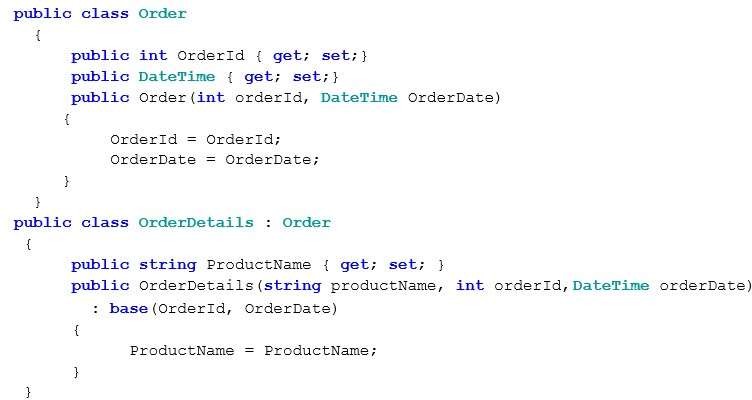 public class Order
{
public int OrderId { get; set;}
public DateTime { get; set;}
public Order(int orderId, DateTime OrderDate)
{
OrderId = OrderId;
OrderDate = OrderDate;
}
}
public class OrderDetails : Order
{
public string ProductName { get; set; }
public OrderDetails(string productName, int orderId,DateTime orderDate)
: base(OrderId, OrderDate)
{
ProductName = ProductName;
}
}